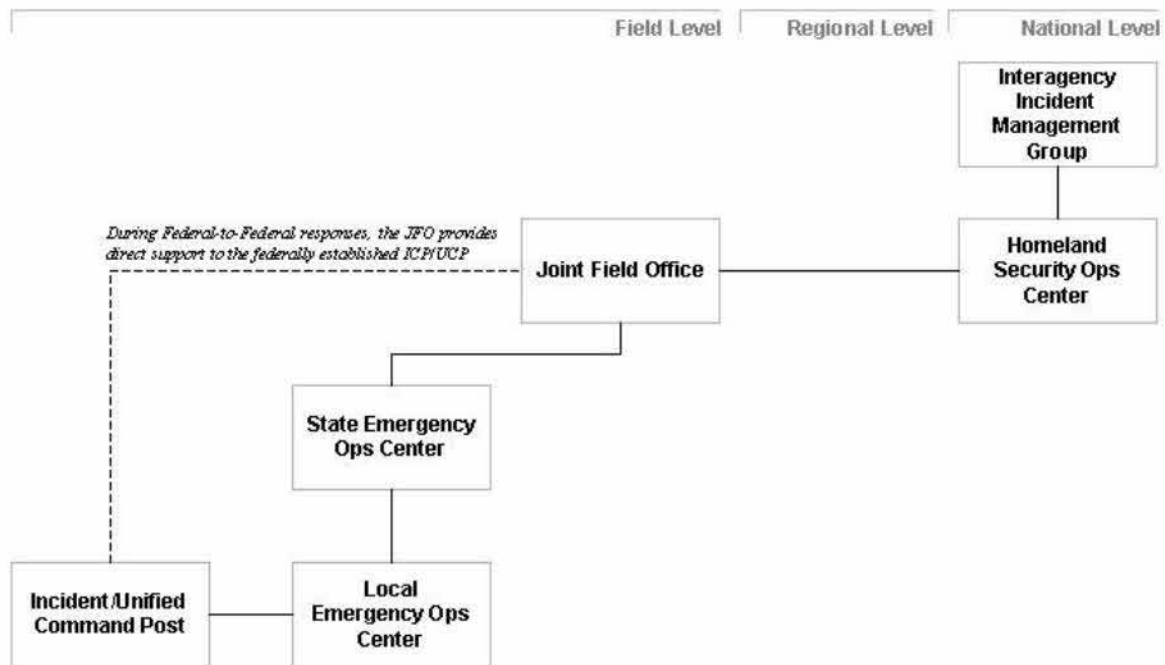 Field Level
Regional Level
National Level
Interagency
Incident
Management
Group
During Federal-to-Federal responses, the JFO provides
direct support to the federally established ICP/UCP
Joint Field Office
Homeland
Security Ops
Center
State Emergency
Ops Center
Incident/Unified
Command Post
Local
Emergency Ops
Center